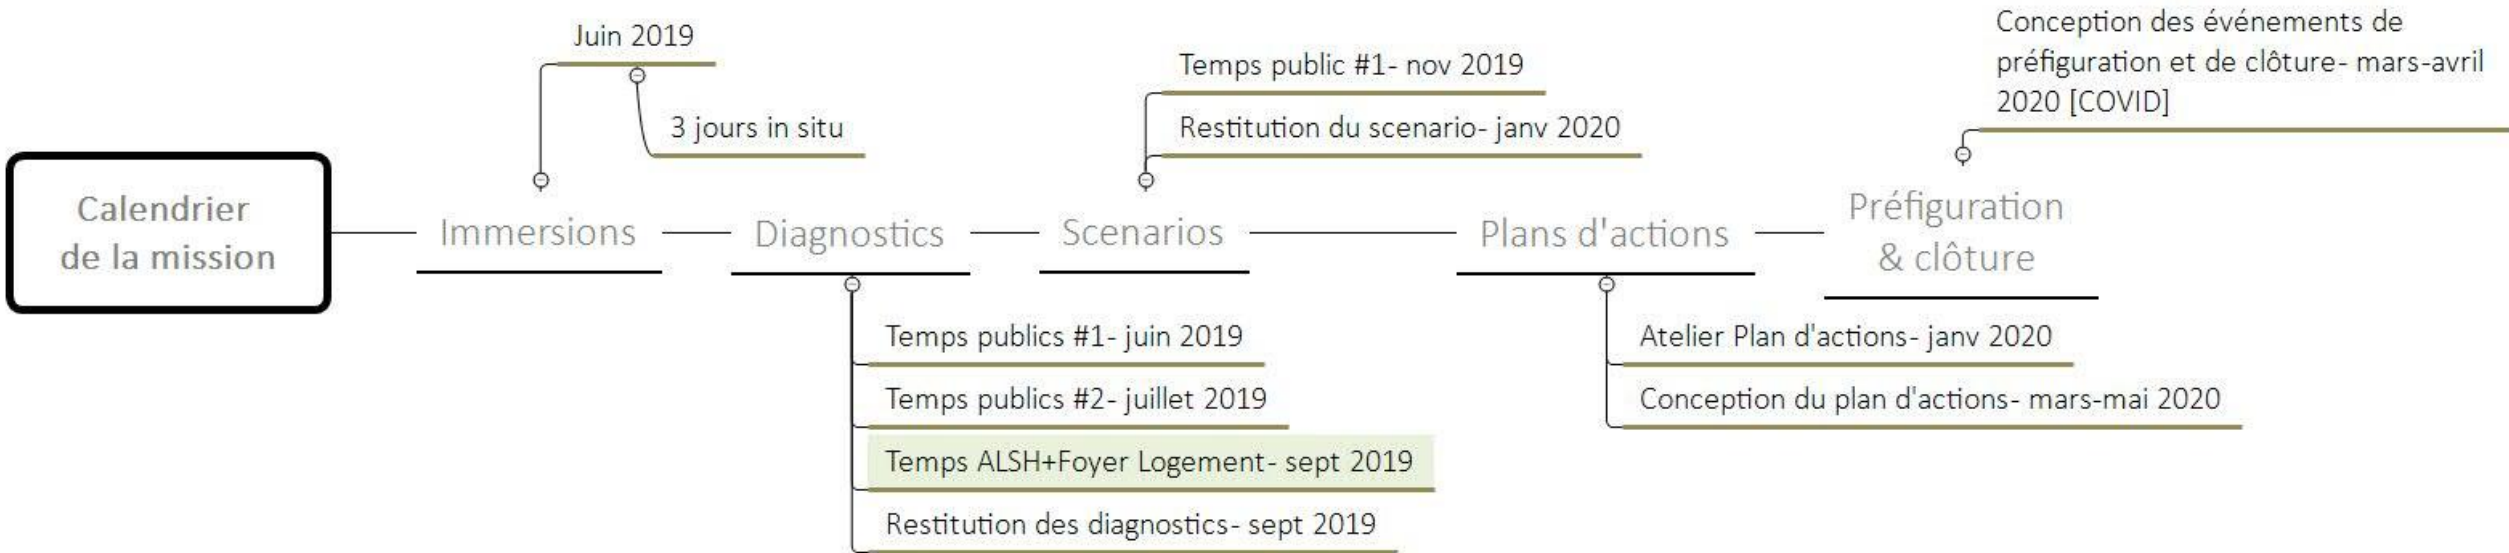 Calendrier
de la mission
Immersions
Juin 2019
3 jours in situ
Diagnostics
Temps publics #1- juin 2019
Temps publics #2- juillet 2019
Temps ALSH+Foyer Logement- sept 2019
Restitution des diagnostics- sept 2019
Scenarios
Temps public #1- nov 2019
Restitution du scenario- janv 2020
Plans d'actions
Atelier Plan d'actions- janv 2020
Conception du plan d'actions- mars-mai 2020
Préfiguration
& clôture
Conception des événements de
préfiguration et de clôture- mars-avril
2020 [COVID]